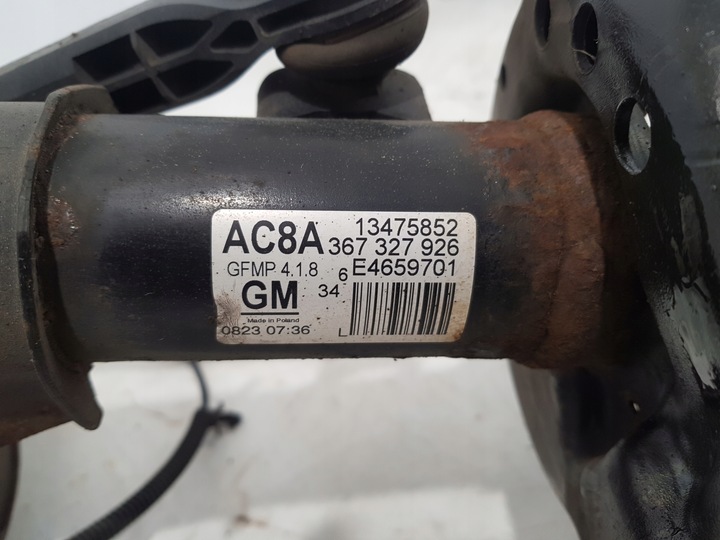 AC8A 13475852
367 327 926
GFMP 4.1.8 6 E4659701
GM 34
Made in Poland
0823 07:36 L